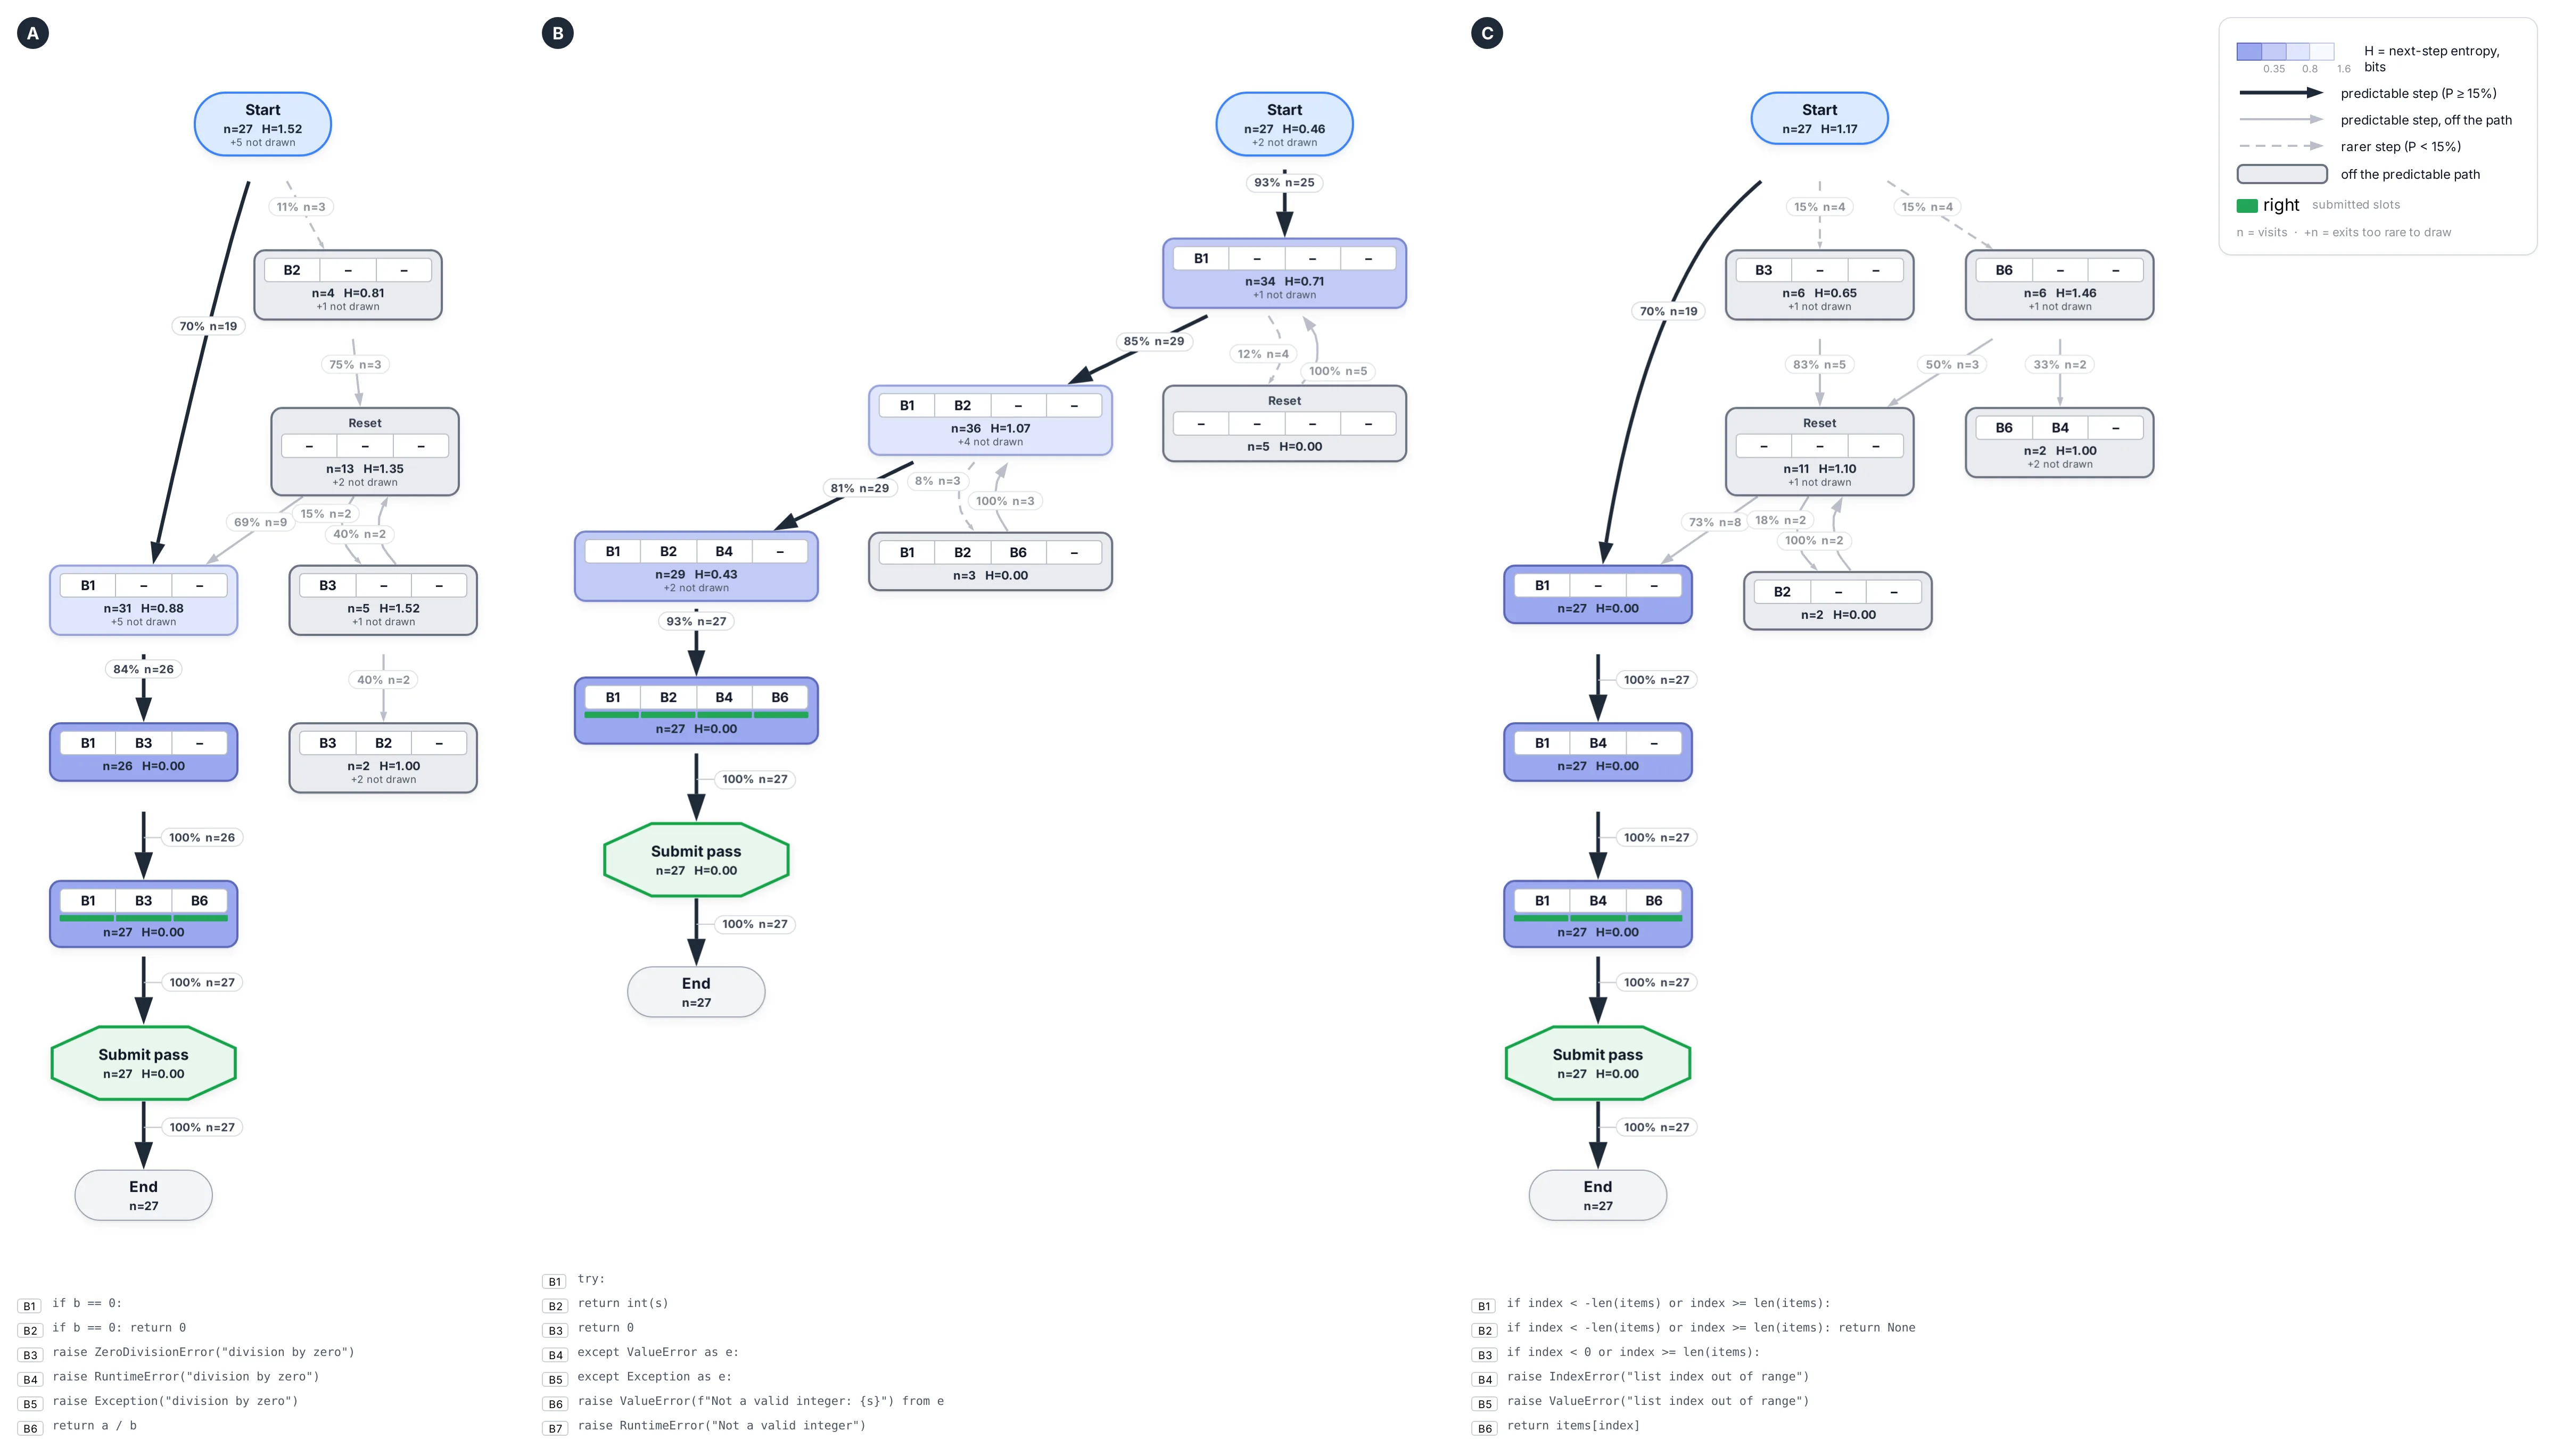 A
Start
n=27 H=1.52
+5 not drawn
11% n=3
B2 – –
n=4 H=0.81
+1 not drawn
70% n=19
75% n=3
Reset
– – –
n=13 H=1.35
+2 not drawn
69% n=9
15% n=2
40% n=2
B1 – –
n=31 H=0.88
+5 not drawn
B3 – –
n=5 H=1.52
+1 not drawn
84% n=26
40% n=2
B1 B3 –
n=26 H=0.00
B3 B2 –
n=2 H=1.00
+2 not drawn
100% n=26
B1 B3 B6
n=27 H=0.00
100% n=27
Submit pass
n=27 H=0.00
100% n=27
End
n=27
B1 if b == 0:
B2 if b == 0: return 0
B3 raise ZeroDivisionError("division by zero")
B4 raise RuntimeError("division by zero")
B5 raise Exception("division by zero")
B6 return a / b
B
Start
n=27 H=0.46
+2 not drawn
93% n=25
B1 – – –
n=34 H=0.71
+1 not drawn
85% n=29
12% n=4
100% n=5
B1 B2 – –
n=36 H=1.07
+4 not drawn
Reset
– – – –
n=5 H=0.00
81% n=29
8% n=3
100% n=3
B1 B2 B4 –
n=29 H=0.43
+2 not drawn
B1 B2 B6 –
n=3 H=0.00
93% n=27
B1 B2 B4 B6
n=27 H=0.00
100% n=27
Submit pass
n=27 H=0.00
100% n=27
End
n=27
B1 try:
B2 return int(s)
B3 return 0
B4 except ValueError as e:
B5 except Exception as e:
B6 raise ValueError(f"Not a valid integer: {s}") from e
B7 raise RuntimeError("Not a valid integer")
C
Start
n=27 H=1.17
15% n=4
15% n=4
B3 – –
n=6 H=0.65
+1 not drawn
B6 – –
n=6 H=1.46
+1 not drawn
70% n=19
83% n=5
50% n=3
33% n=2
Reset
– – –
n=11 H=1.10
+1 not drawn
B6 B4 –
n=2 H=1.00
+2 not drawn
73% n=8
18% n=2
100% n=2
B1 – –
n=27 H=0.00
B2 – –
n=2 H=0.00
100% n=27
B1 B4 –
n=27 H=0.00
100% n=27
B1 B4 B6
n=27 H=0.00
100% n=27
Submit pass
n=27 H=0.00
100% n=27
End
n=27
B1 if index < -len(items) or index >= len(items):
B2 if index < -len(items) or index >= len(items): return None
B3 if index < 0 or index >= len(items):
B4 raise IndexError("list index out of range")
B5 raise ValueError("list index out of range")
B6 return items[index]
0.35 0.8 1.6
H = next-step entropy,
bits
predictable step (P ≥ 15%)
predictable step, off the path
rarer step (P < 15%)
off the predictable path
right submitted slots
n = visits · +n = exits too rare to draw